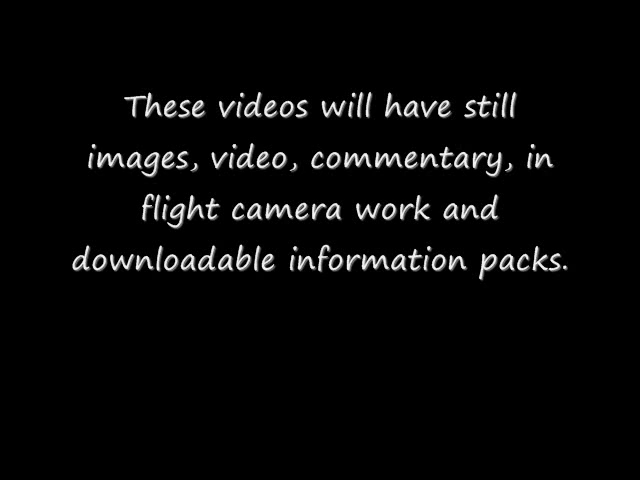 These videos will have still
images, video, commentary, in
flight camera work and
downloadable information packs.